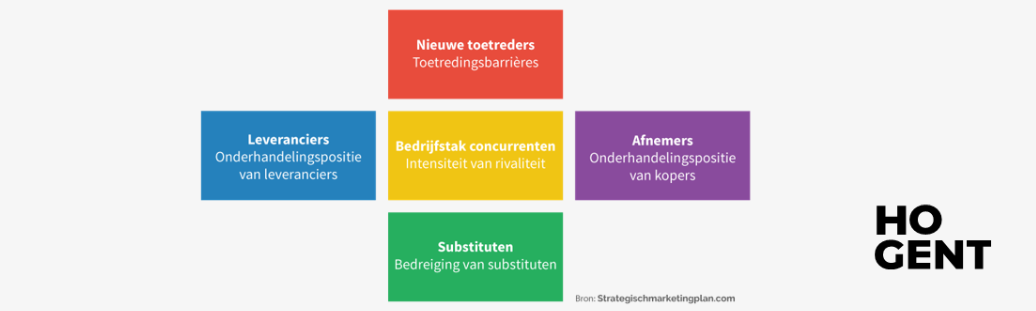 Nieuwe toetreders
Toetredingsbarrières
Leveranciers
Onderhandelingspositie
van leveranciers
Bedrijfstak concurrenten
Intensiteit van rivaliteit
Afnemers
Onderhandelingspositie
van kopers
Substituten
Bedreiging van substituten
Bron: Strategischmarketingplan.com
HO
GENT